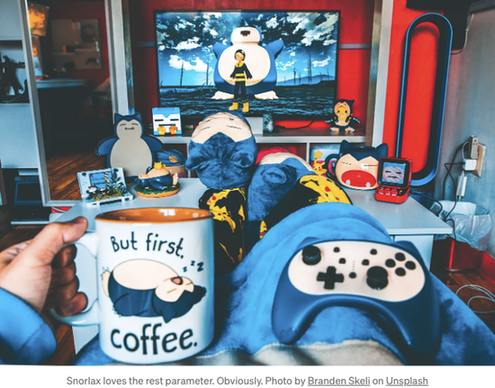 But first,
z z z
coffee.
Snorlax loves the rest parameter. Obviously. Photo by Branden Skeli on Unsplash